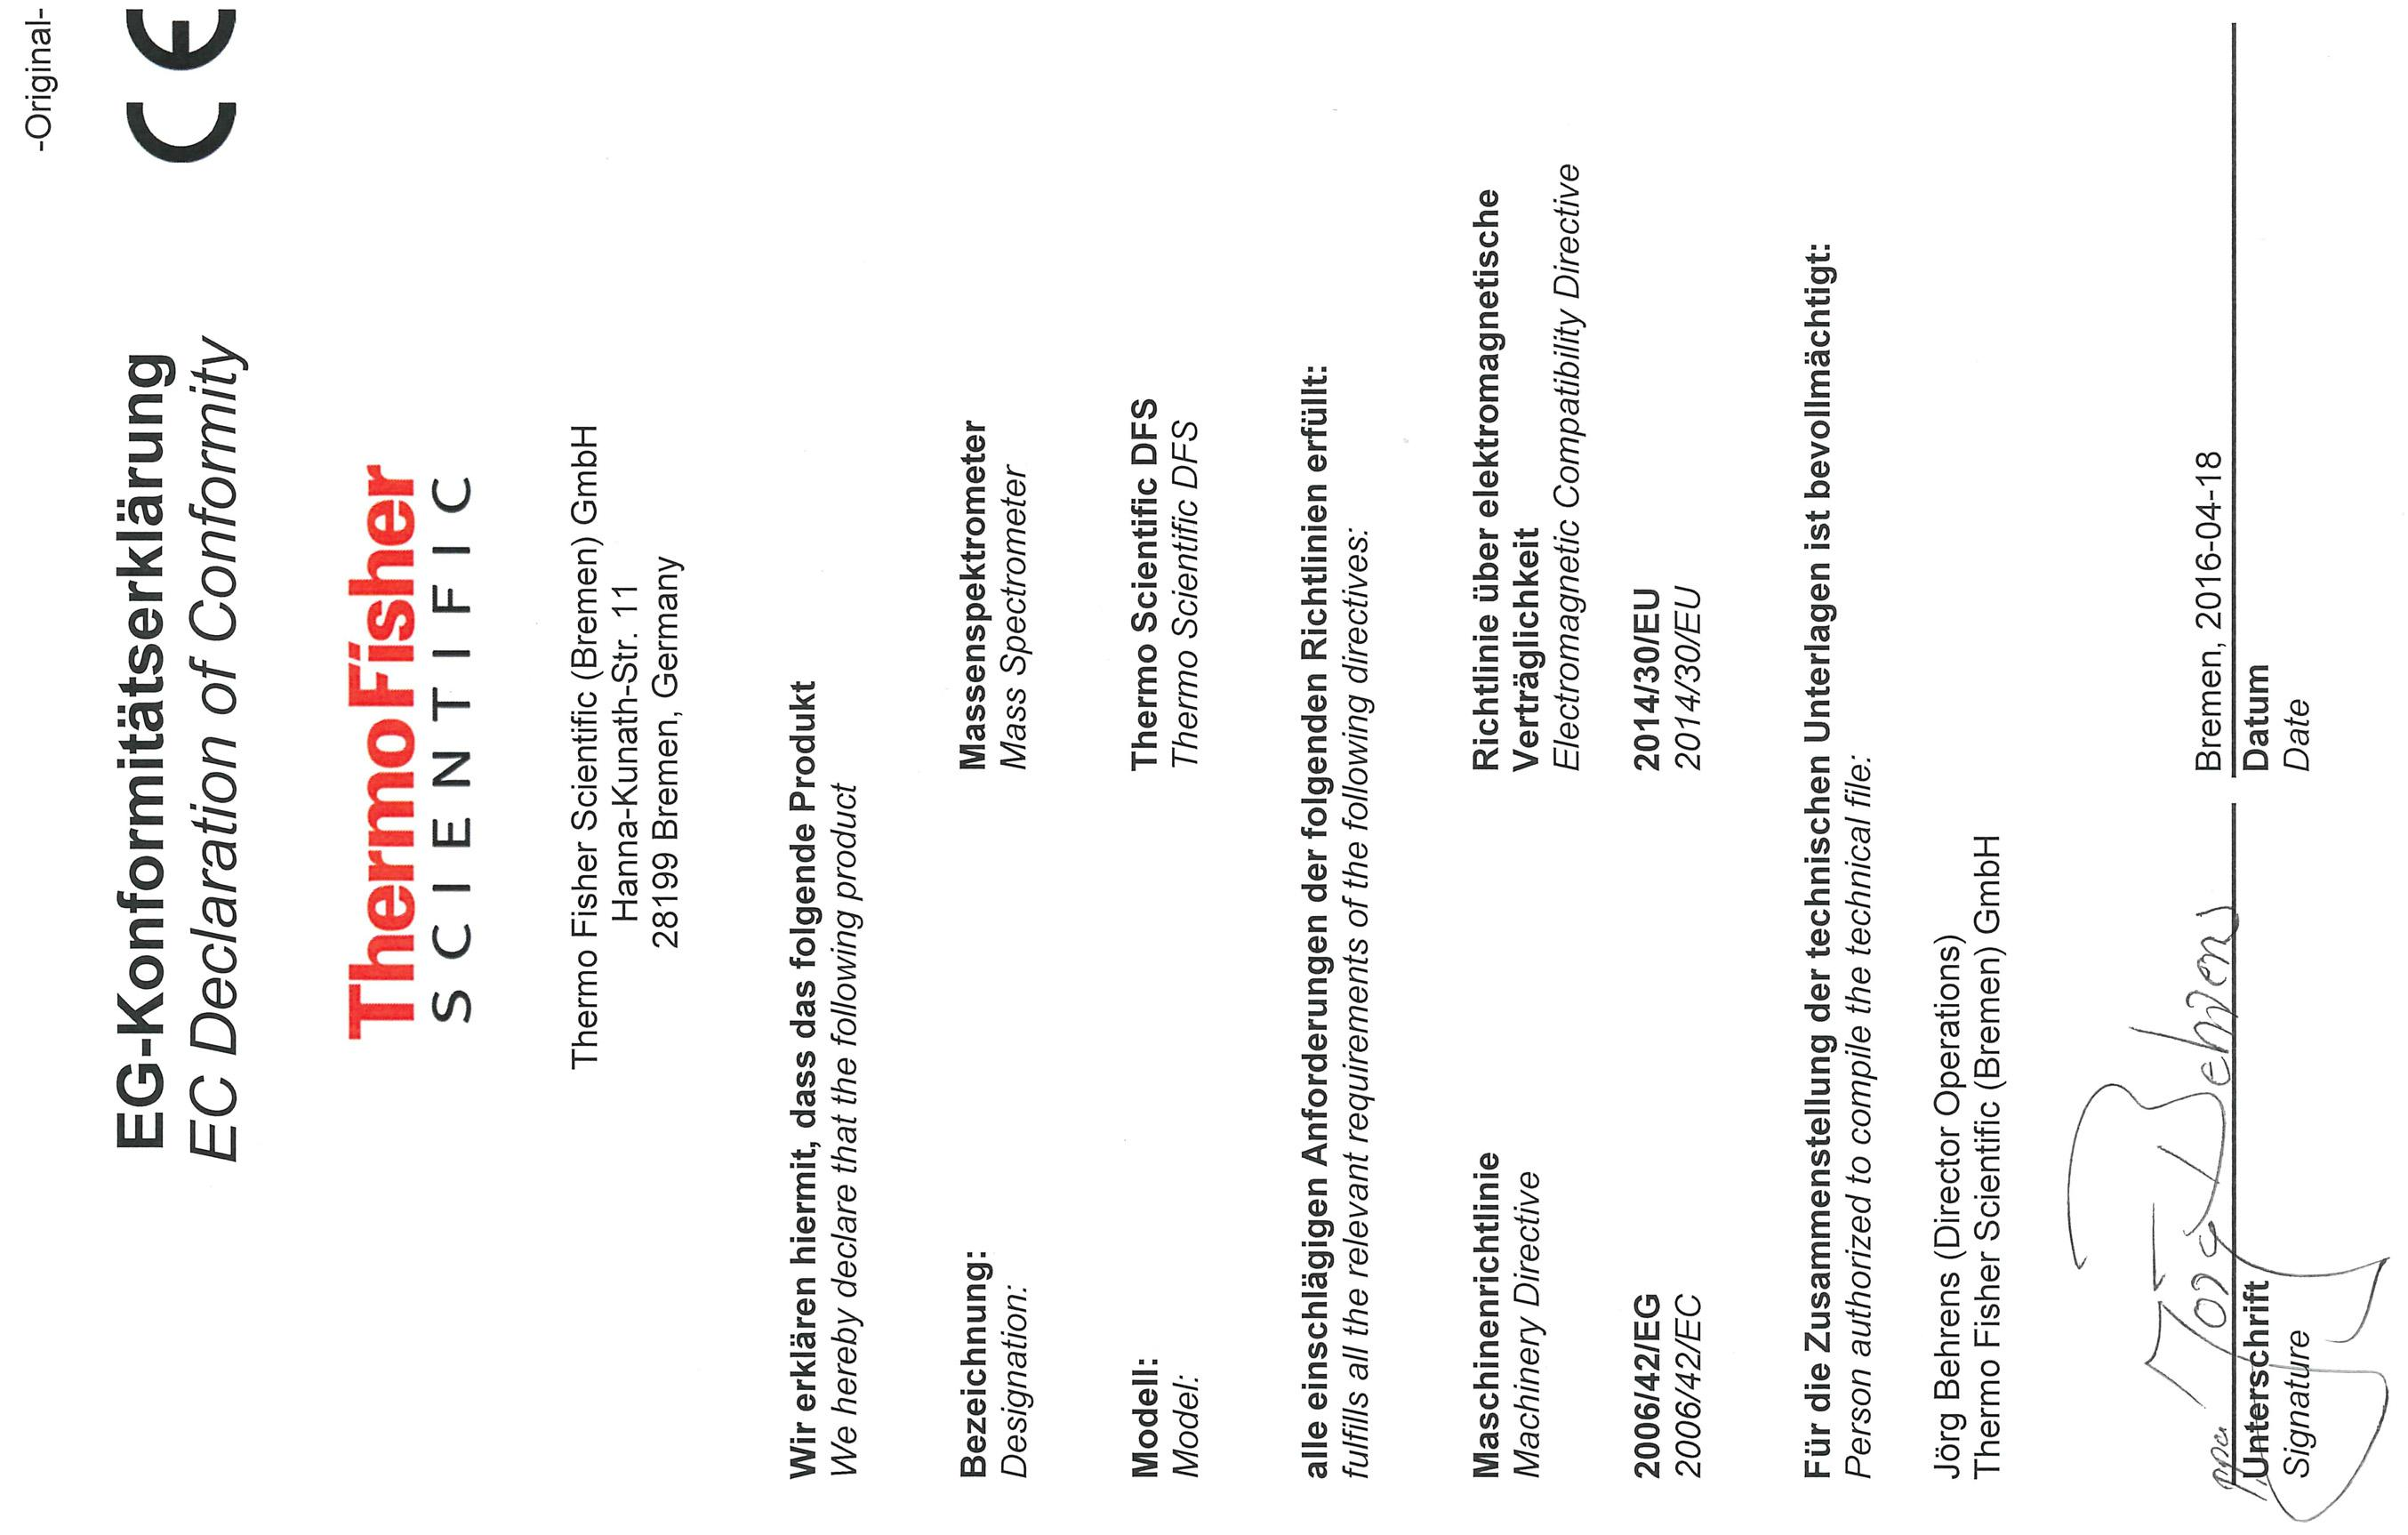 -Original-
EG-Konformitätserklärung
EC Declaration of Conformity
CE
ThermoFisher
SCIENTIFIC
Thermo Fisher Scientific (Bremen) GmbH
Hanna-Kunath-Str. 11
28199 Bremen, Germany
Wir erklären hiermit, dass das folgende Produkt
We hereby declare that the following product
Bezeichnung: Massenspektrometer
Designation: Mass Spectrometer
Modell: Thermo Scientific DFS
Model: Thermo Scientific DFS
alle einschlägigen Anforderungen der folgenden Richtlinien erfüllt:
fulfills all the relevant requirements of the following directives:
Maschinenrichtlinie
Machinery Directive
Richtlinie über elektromagnetische
Verträglichkeit
Electromagnetic Compatibility Directive
2006/42/EG 2014/30/EU
2006/42/EC 2014/30/EU
Für die Zusammenstellung der technischen Unterlagen ist bevollmächtigt:
Person authorized to compile the technical file:
Jörg Behrens (Director Operations)
Thermo Fisher Scientific (Bremen) GmbH
ppa. Jörg Behrens
Bremen, 2016-04-18
Unterschrift Datum
Signature Date